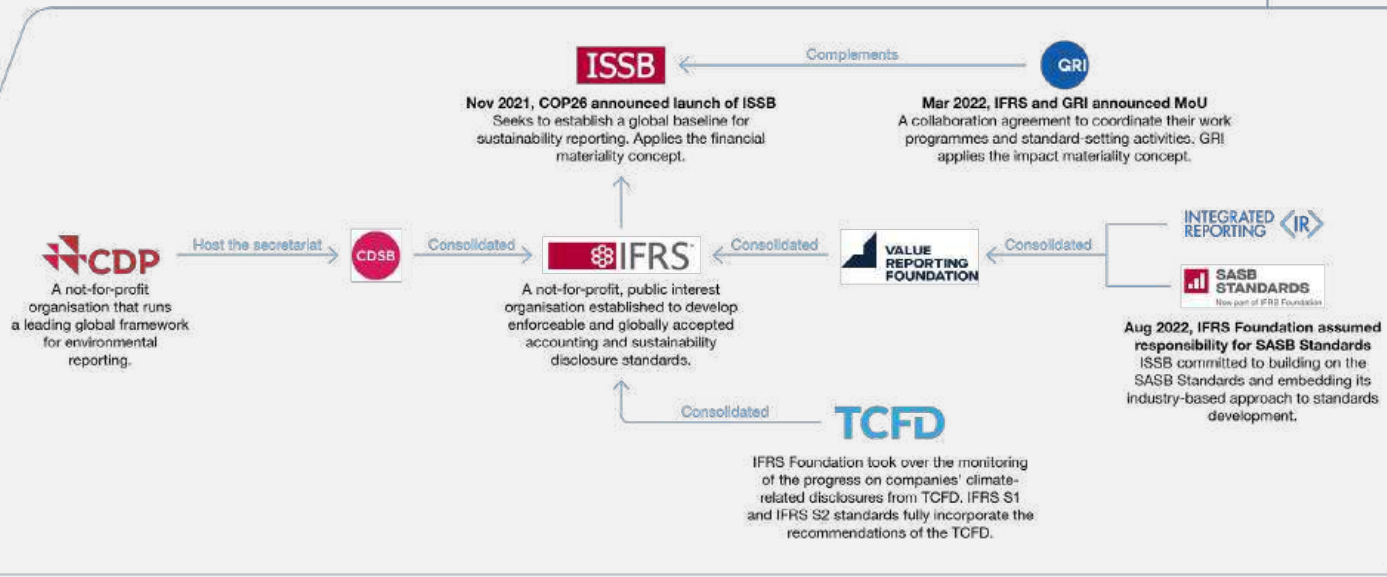 ISSB
Complements
GRI
Nov 2021, COP26 announced launch of ISSB
Seeks to establish a global baseline for
sustainability reporting. Applies the financial
materiality concept.
Mar 2022, IFRS and GRI announced MoU
A collaboration agreement to coordinate their work
programmes and standard-setting activities. GRI
applies the impact materiality concept.
CDP
Host the secretariat
CDSB
Consolidated
IFRS
Consolidated
VALUE
REPORTING
FOUNDATION
Consolidated
INTEGRATED
REPORTING
<IR>
SASB
STANDARDS
Now part of IFRS Foundation
A not-for-profit
organisation that runs
a leading global framework
for environmental
reporting.
A not-for-profit, public interest
organisation established to develop
enforceable and globally accepted
accounting and sustainability
disclosure standards.
Aug 2022, IFRS Foundation assumed
responsibility for SASB Standards
ISSB committed to building on the
SASB Standards and embedding its
industry-based approach to standards
development.
Consolidated
TCFD
IFRS Foundation took over the monitoring
of the progress on companies' climate-
related disclosures from TCFD. IFRS S1
and IFRS S2 standards fully incorporate the
recommendations of the TCFD.